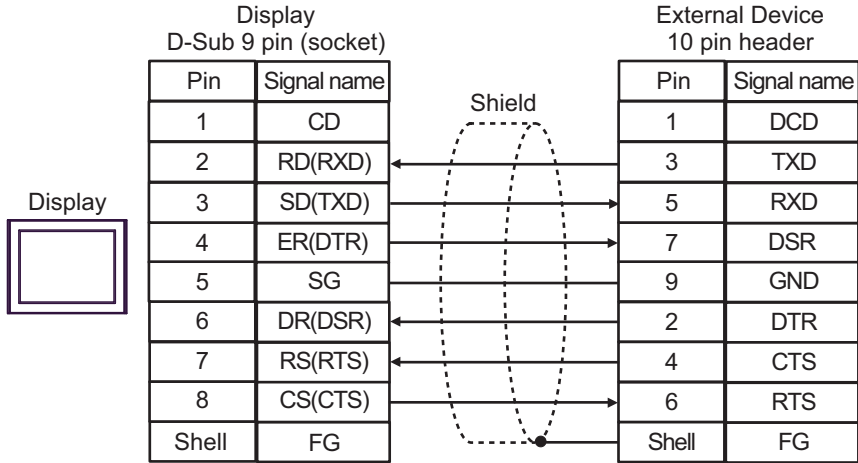 Display
D-Sub 9 pin (socket)
External Device
10 pin header
Pin Signal name
Pin Signal name
Shield
1 CD
1 DCD
2 RD(RXD)
3 TXD
Display
3 SD(TXD)
5 RXD
4 ER(DTR)
7 DSR
5 SG
9 GND
6 DR(DSR)
2 DTR
7 RS(RTS)
4 CTS
8 CS(CTS)
6 RTS
Shell FG
Shell FG